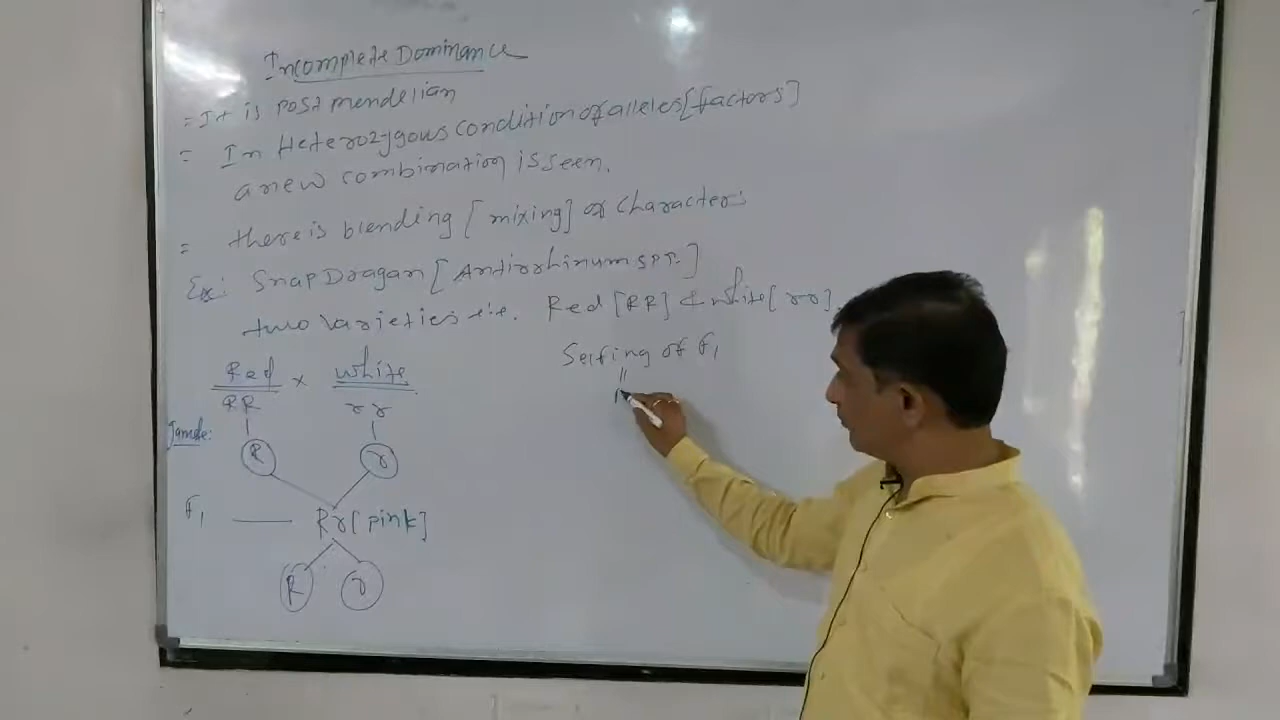 Incomplete Dominance
= It is post mendelian
= In Heterozygous condition of alleles [factors]
a new combination is seen.
= there is blending [mixing] of characters
Ex: Snap Dragan [Antirrhinum spp.]
two varieties i.e. Red [RR] & white [rr].
Red × white
RR rr
Gamete:
R r
F1 — Rr [pink]
R r
Selfing of F1